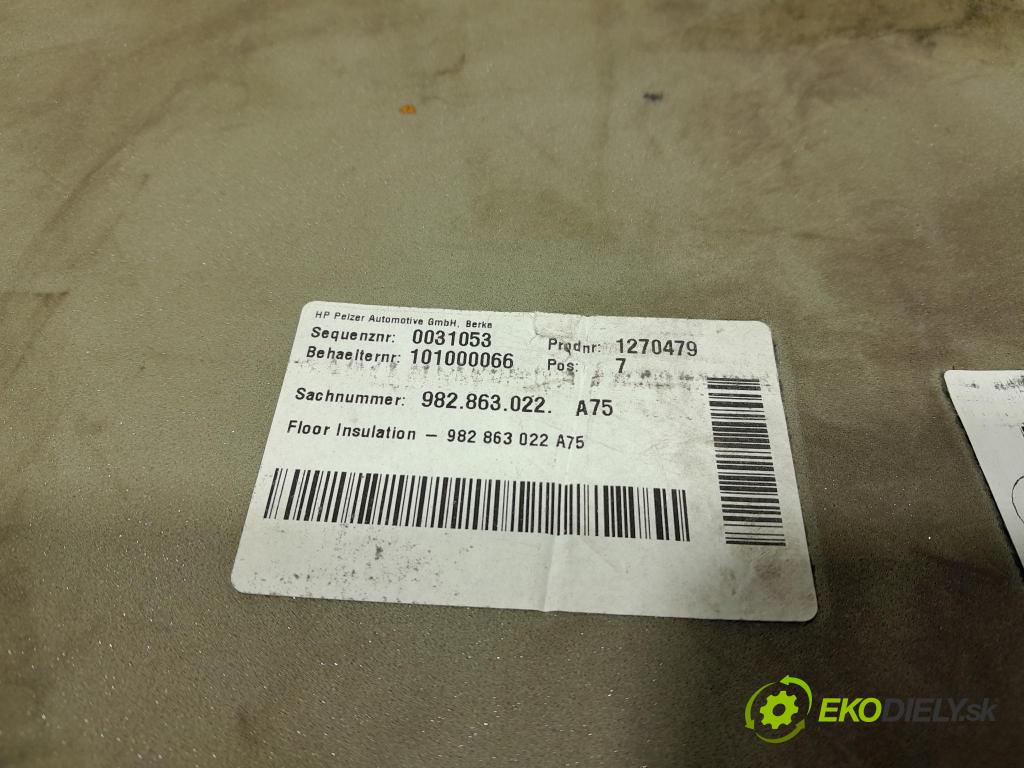 HP Pelzer Automotive GmbH, Berka
Sequenznr: 0031053 Prodnr: 1270479
Behaelternr: 101000066 Pos: 7
Sachnummer: 982.863.022. A75
Floor Insulation – 982 863 022 A75
EKODIELY.sk